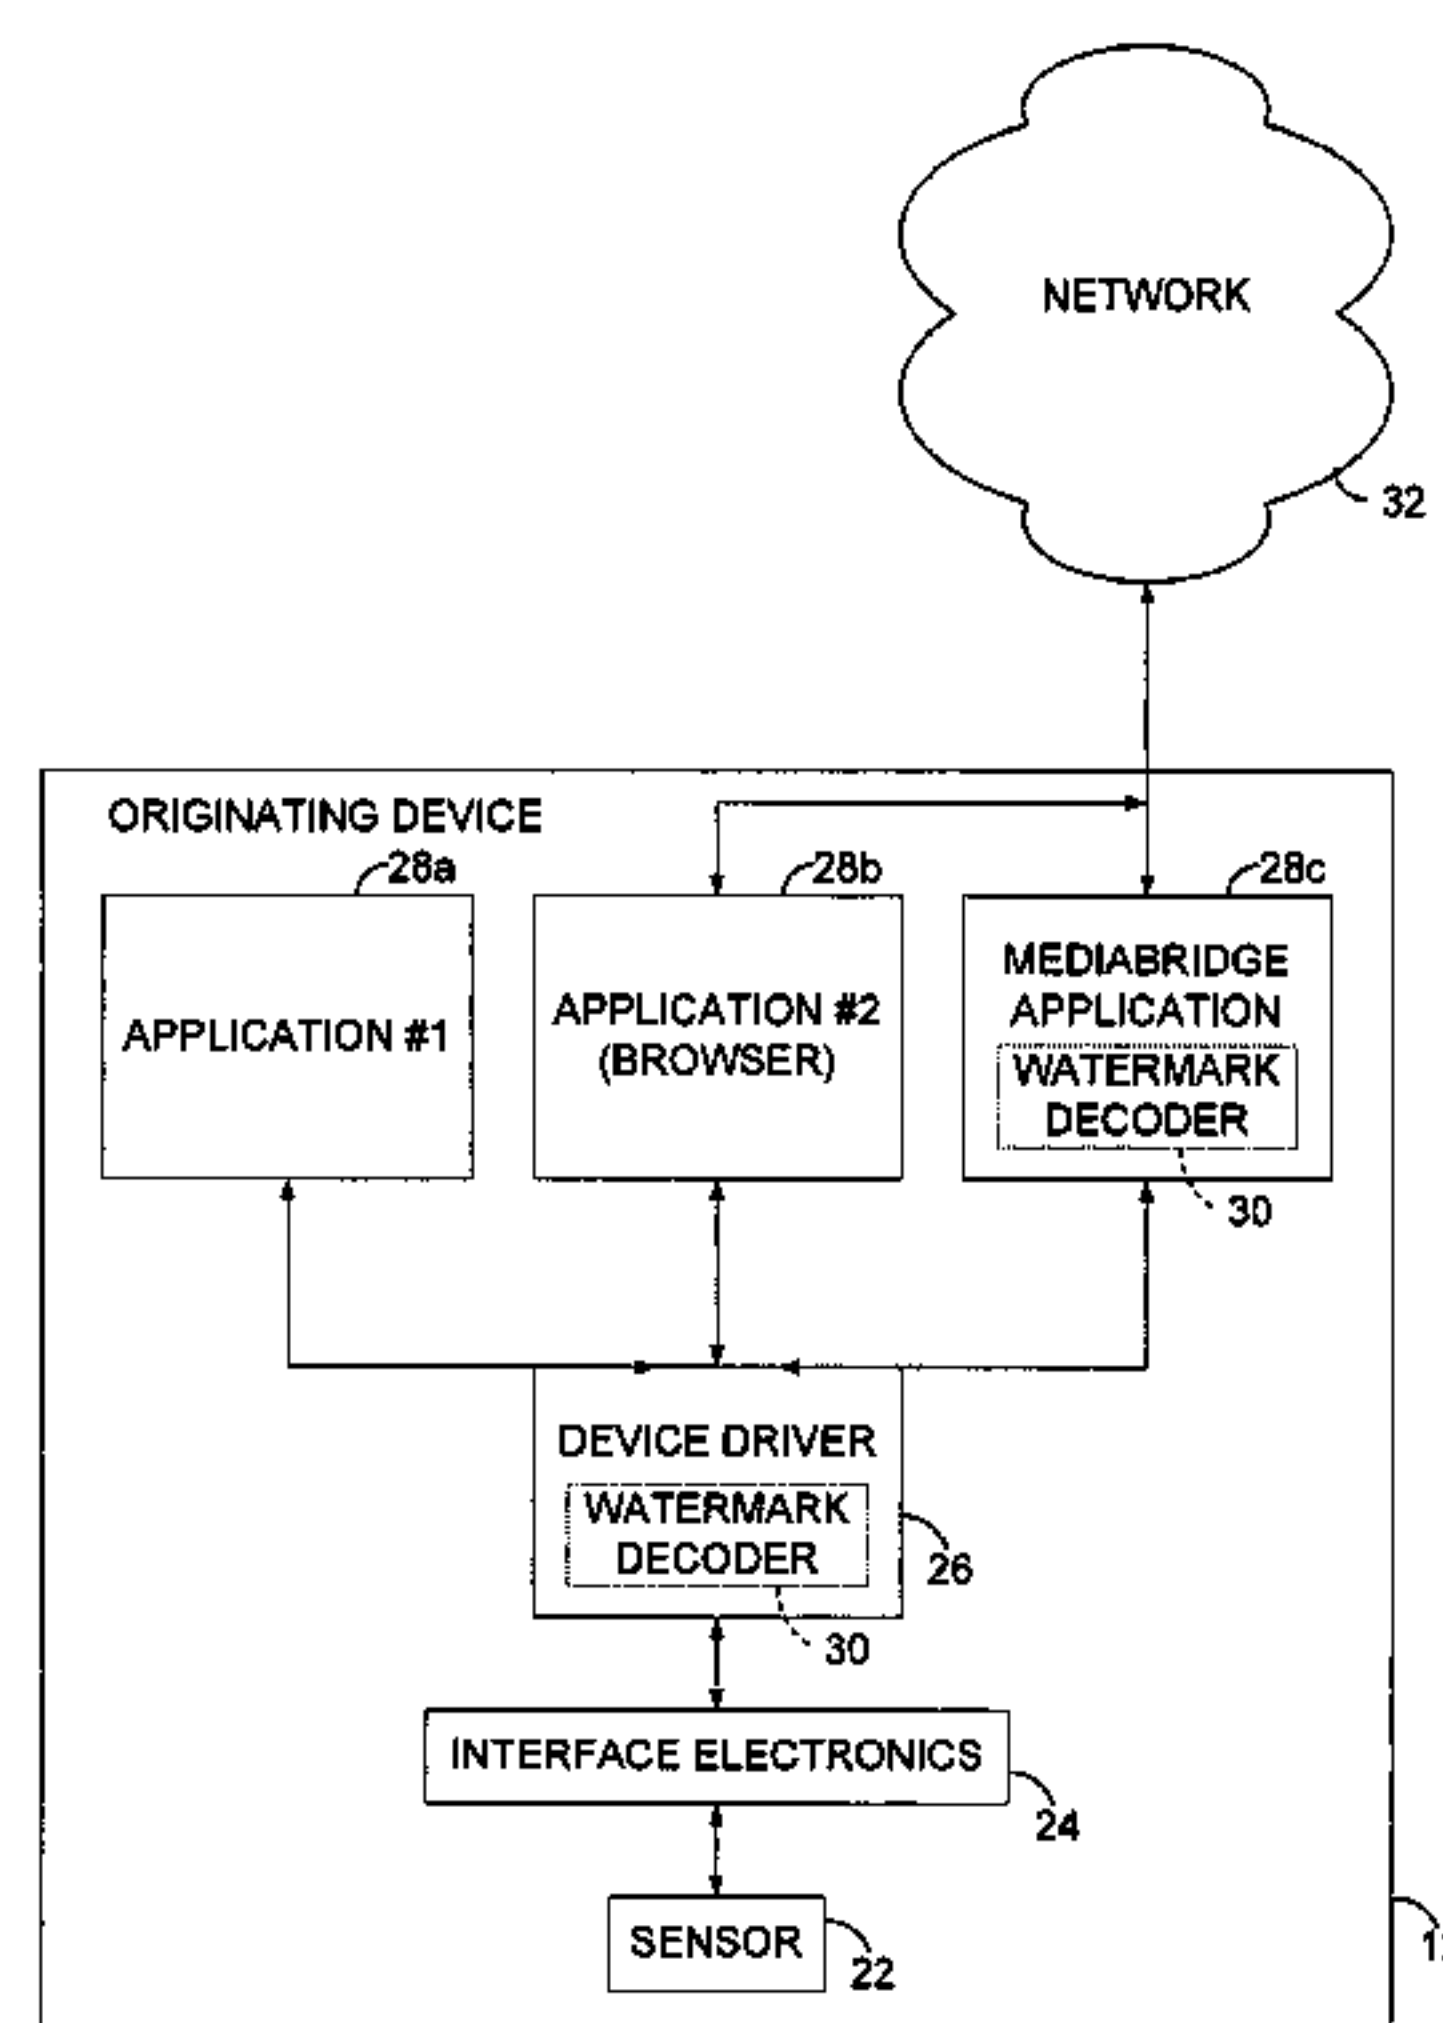 NETWORK
32
ORIGINATING DEVICE
28a
28b
28c
APPLICATION #1
APPLICATION #2
(BROWSER)
MEDIABRIDGE
APPLICATION
WATERMARK
DECODER
30
DEVICE DRIVER
WATERMARK
DECODER
26
30
INTERFACE ELECTRONICS
24
SENSOR
22